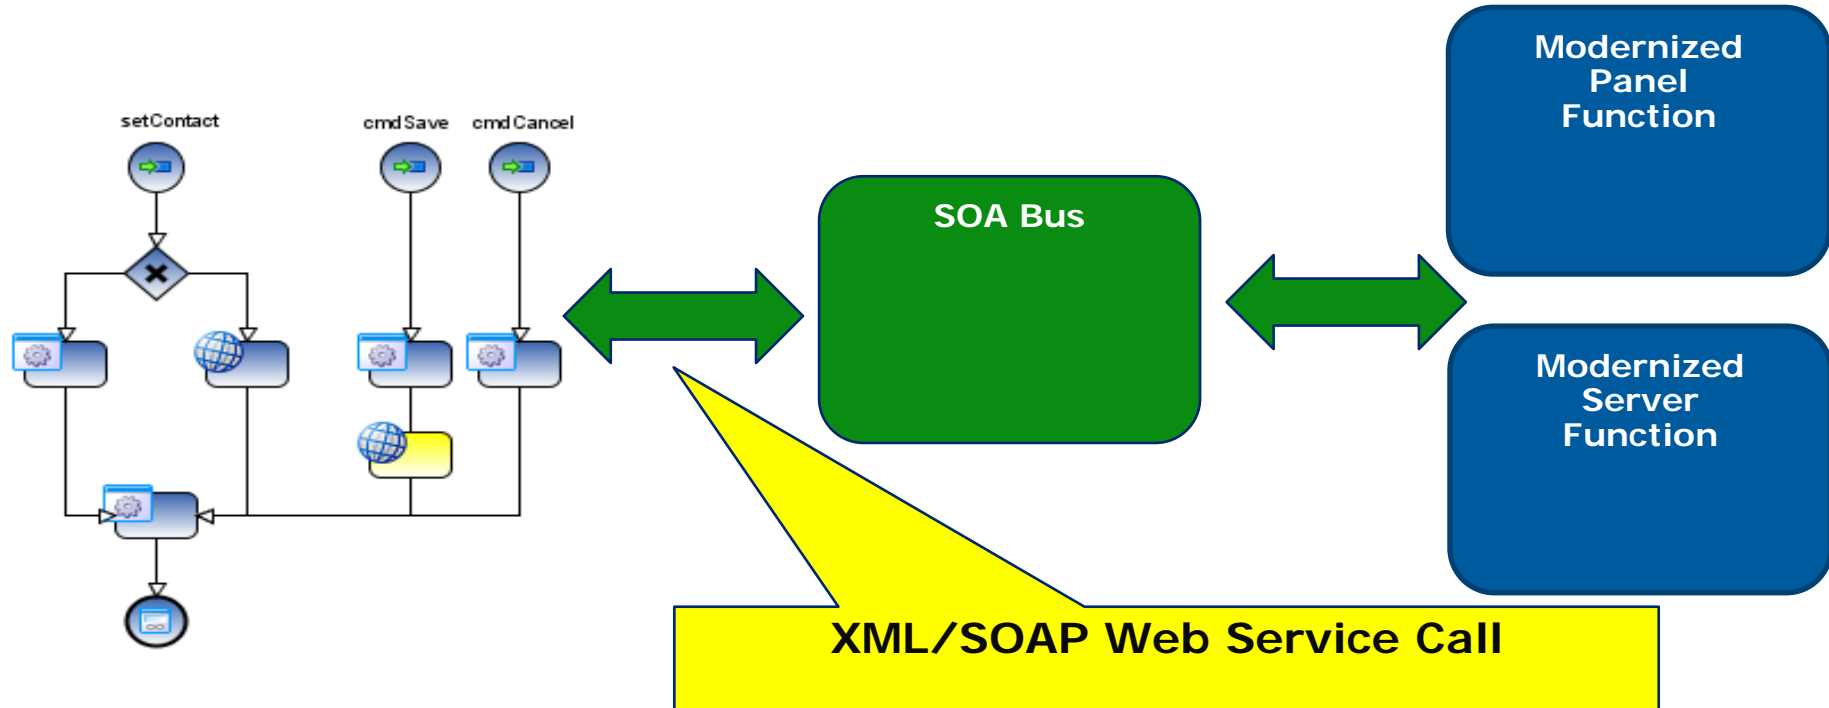 setContact
cmdSave
cmdCancel
SOA Bus
Modernized
Panel
Function
Modernized
Server
Function
XML/SOAP Web Service Call